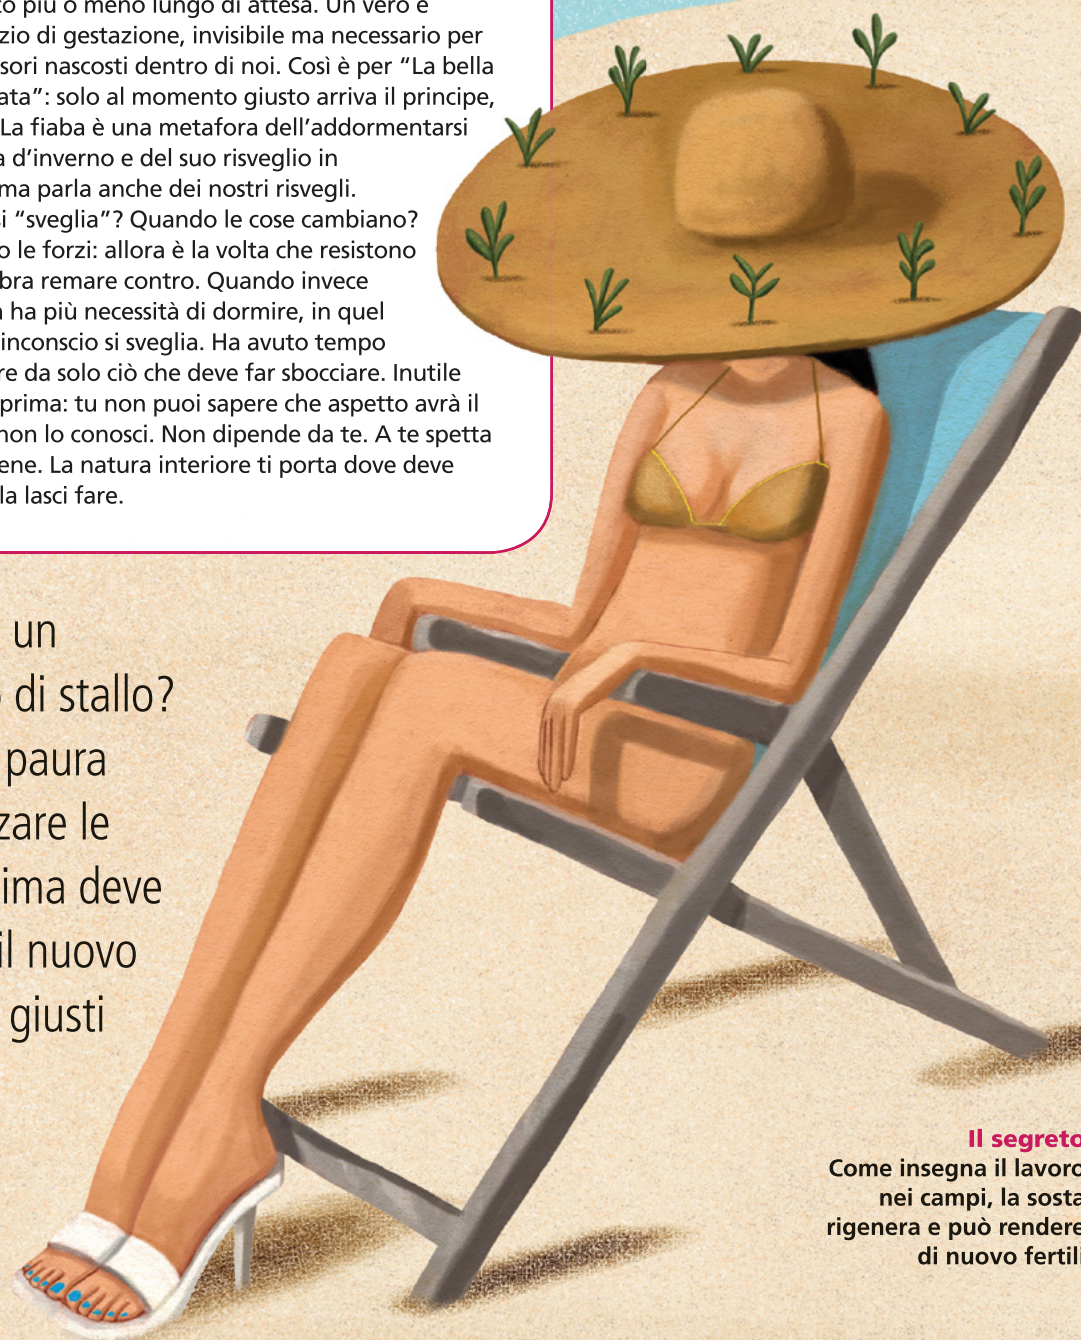 to più o meno lungo di attesa. Un vero e
zio di gestazione, invisibile ma necessario per
sori nascosti dentro di noi. Così è per “La bella
ata”: solo al momento giusto arriva il principe,
La fiaba è una metafora dell’addormentarsi
a d’inverno e del suo risveglio in
ma parla anche dei nostri risvegli.
si “sveglia”? Quando le cose cambiano?
o le forzi: allora è la volta che resistono
bra remare contro. Quando invece
n ha più necessità di dormire, in quel
inconscio si sveglia. Ha avuto tempo
re da solo ciò che deve far sbocciare. Inutile
prima: tu non puoi sapere che aspetto avrà il
non lo conosci. Non dipende da te. A te spetta
ene. La natura interiore ti porta dove deve
la lasci fare.
un
o di stallo?
paura
zare le
ima deve
il nuovo
giusti
Il segreto
Come insegna il lavoro
nei campi, la sosta
rigenera e può rendere
di nuovo fertili